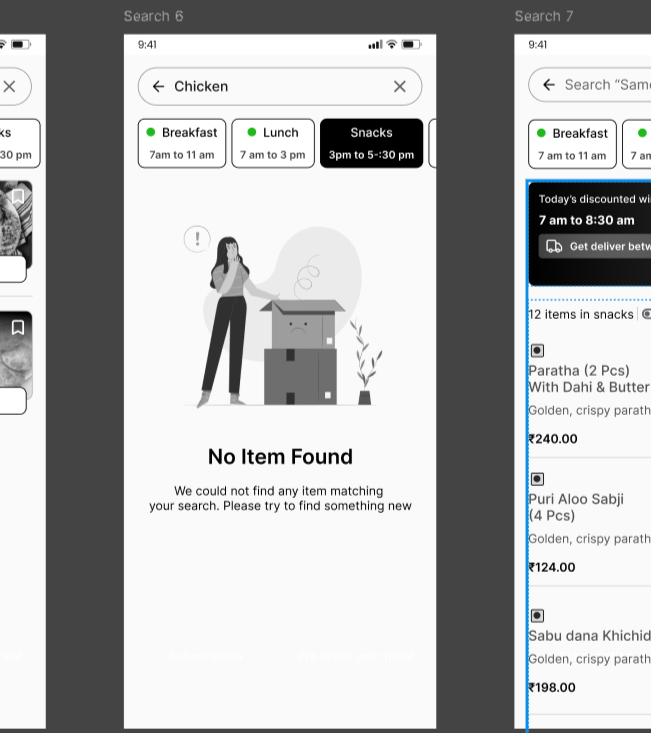 Search 6
Search 7
ks
30 pm
9:41
Chicken
Breakfast
7am to 11 am
Lunch
7 am to 3 pm
Snacks
3pm to 5-:30 pm
No Item Found
We could not find any item matching
your search. Please try to find something new
9:41
Search “Same
Breakfast
7 am to 11 am
7 am
Today's discounted wi
7 am to 8:30 am
Get deliver betw
12 items in snacks
Paratha (2 Pcs)
With Dahi & Butter
Golden, crispy parath
₹240.00
Puri Aloo Sabji
(4 Pcs)
Golden, crispy parath
₹124.00
Sabu dana Khichid
Golden, crispy parath
₹198.00